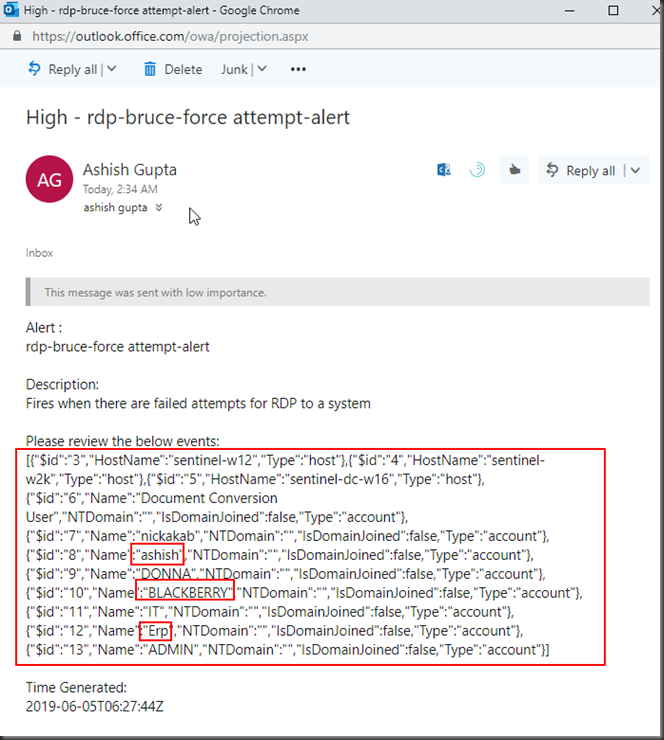 High - rdp-bruce-force attempt-alert - Google Chrome
https://outlook.office.com/owa/projection.aspx
Reply all | Delete Junk | •••
High - rdp-bruce-force attempt-alert
AG
Ashish Gupta
Reply all |
Today, 2:34 AM
ashish gupta
Inbox
This message was sent with low importance.
Alert :
rdp-bruce-force attempt-alert
Description:
Fires when there are failed attempts for RDP to a system
Please review the below events:
[{"$id":"3","HostName":"sentinel-w12","Type":"host"},{"$id":"4","HostName":"sentinel-
w2k","Type":"host"},{"$id":"5","HostName":"sentinel-dc-w16","Type":"host"},
{"$id":"6","Name":"Document Conversion
User","NTDomain":"","IsDomainJoined":false,"Type":"account"},
{"$id":"7","Name":"nickakab","NTDomain":"","IsDomainJoined":false,"Type":"account"},
{"$id":"8","Name":"ashish","NTDomain":"","IsDomainJoined":false,"Type":"account"},
{"$id":"9","Name":"DONNA","NTDomain":"","IsDomainJoined":false,"Type":"account"},
{"$id":"10","Name":"BLACKBERRY","NTDomain":"","IsDomainJoined":false,"Type":"account"},
{"$id":"11","Name":"IT","NTDomain":"","IsDomainJoined":false,"Type":"account"},
{"$id":"12","Name":"Erp","NTDomain":"","IsDomainJoined":false,"Type":"account"},
{"$id":"13","Name":"ADMIN","NTDomain":"","IsDomainJoined":false,"Type":"account"}]
Time Generated:
2019-06-05T06:27:44Z